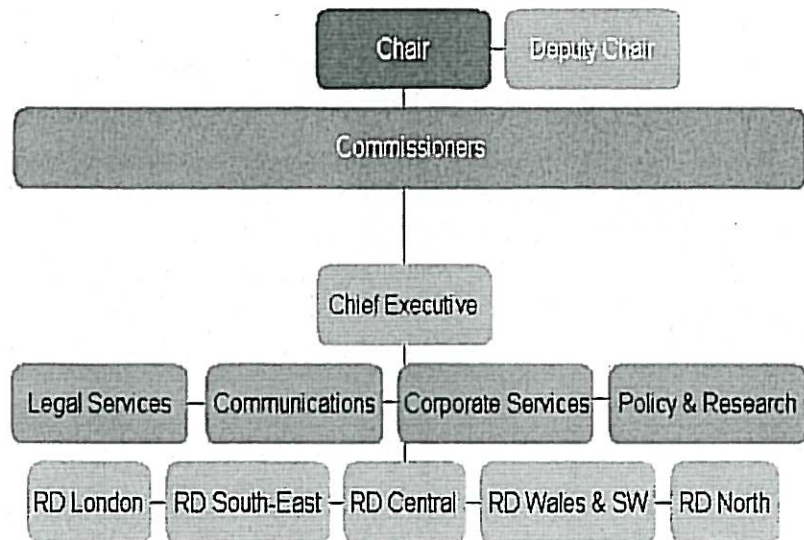 Chair
Deputy Chair
Commissioners
Chief Executive
Legal Services
Communications
Corporate Services
Policy & Research
RD London
RD South-East
RD Central
RD Wales & SW
RD North